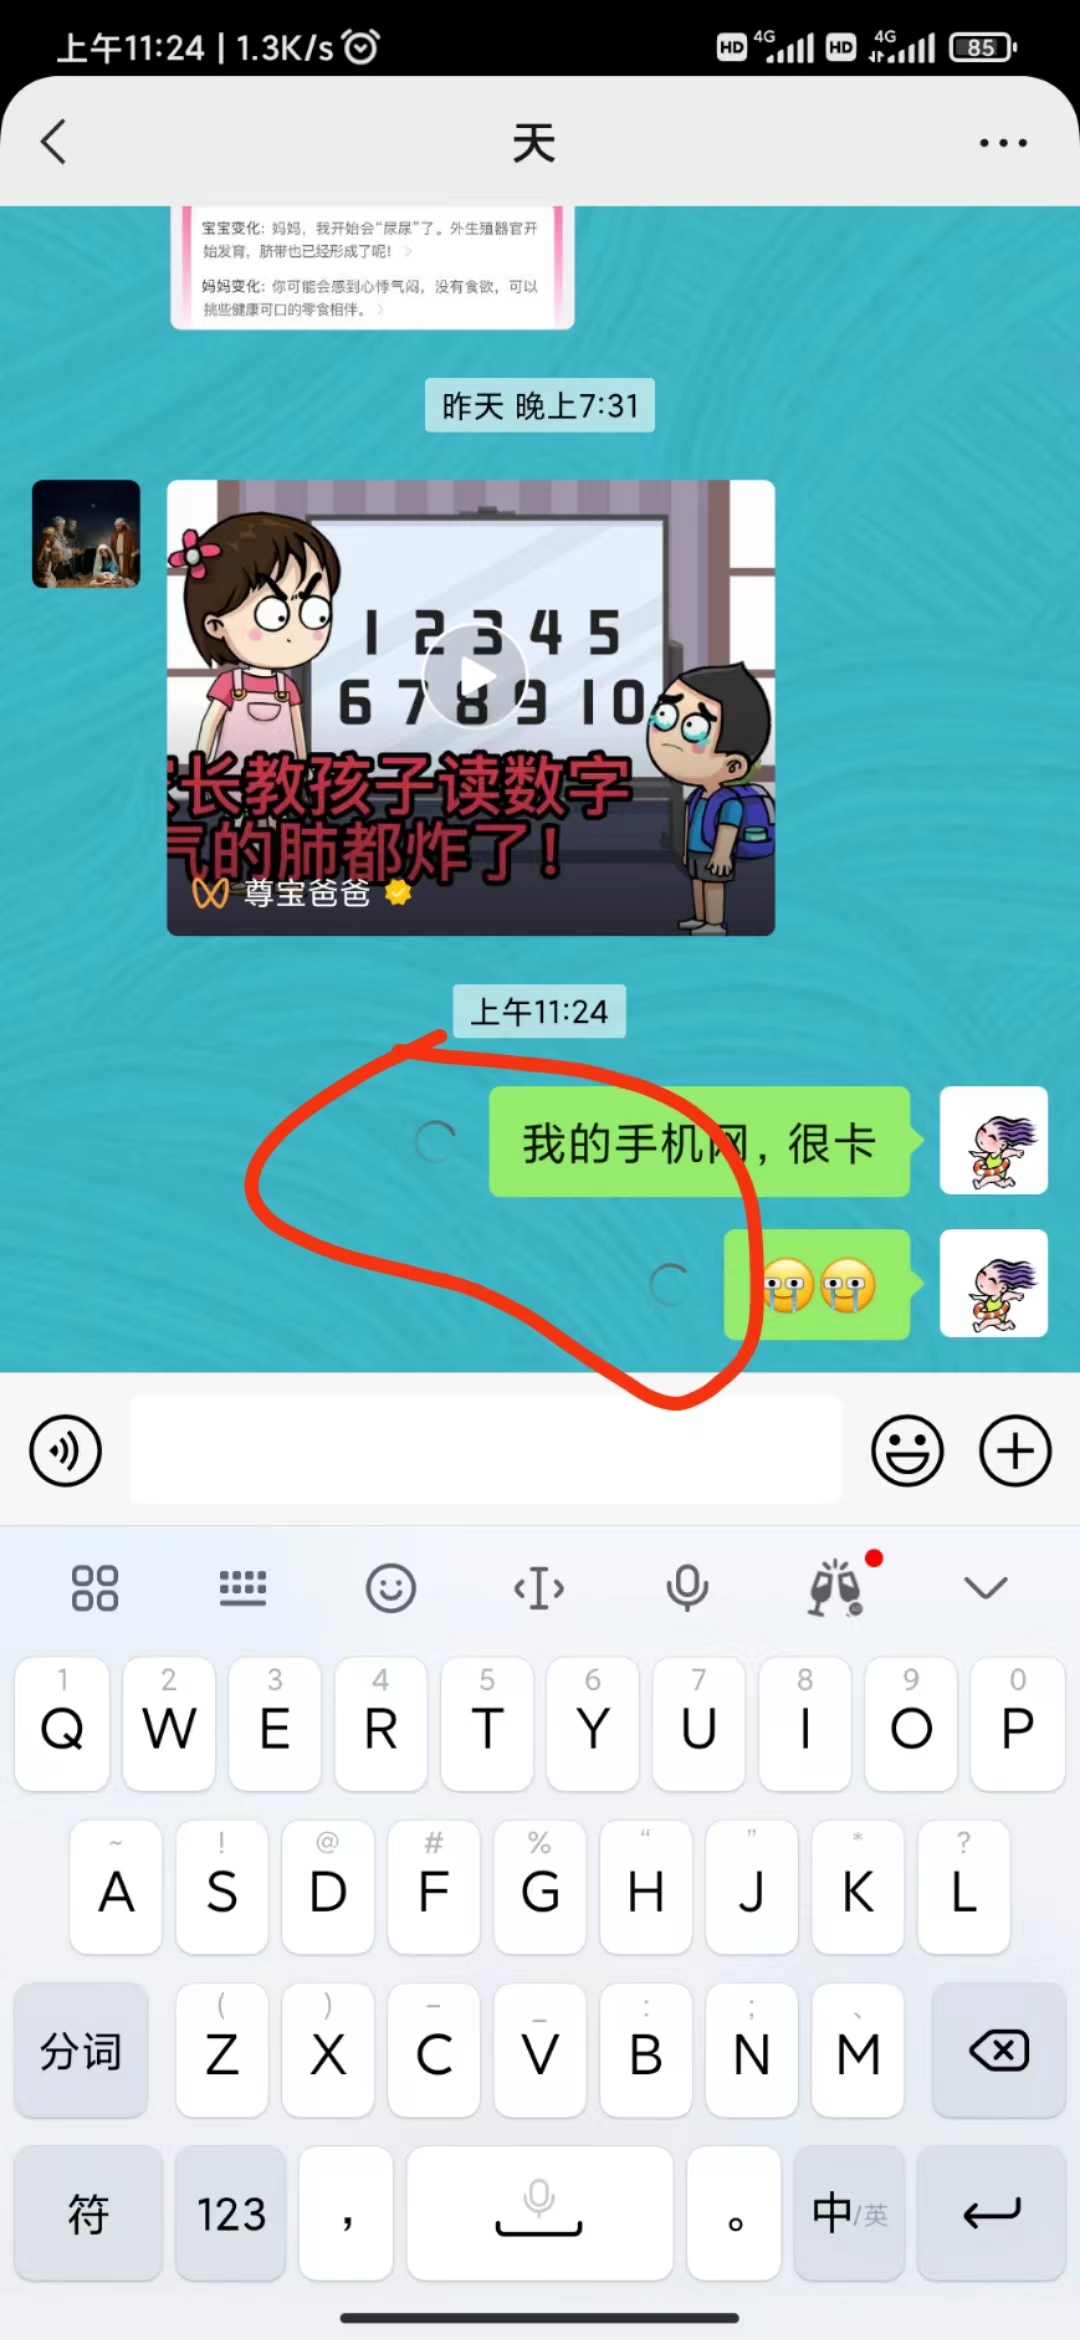 上午11:24 | 1.3K/s
HD 4G HD 4G 85
天
宝宝变化: 妈妈，我开始会“尿尿”了。外生殖器官开
始发育，脐带也已经形成了呢!
妈妈变化: 你可能会感到心悸气闷，没有食欲，可以
挑些健康可口的零食相伴。
昨天 晚上7:31
1 2 3 4 5
6 7 8 9 10
长教孩子读数字
气的肺都炸了!
尊宝爸爸
上午11:24
我的手机网，很卡
1 2 3 4 5 6 7 8 9 0
Q W E R T Y U I O P
~ ! @ # % “ ” * ?
A S D F G H J K L
( ) – _ : ; 、
分词 Z X C V B N M
符 123 ， 。 中/英